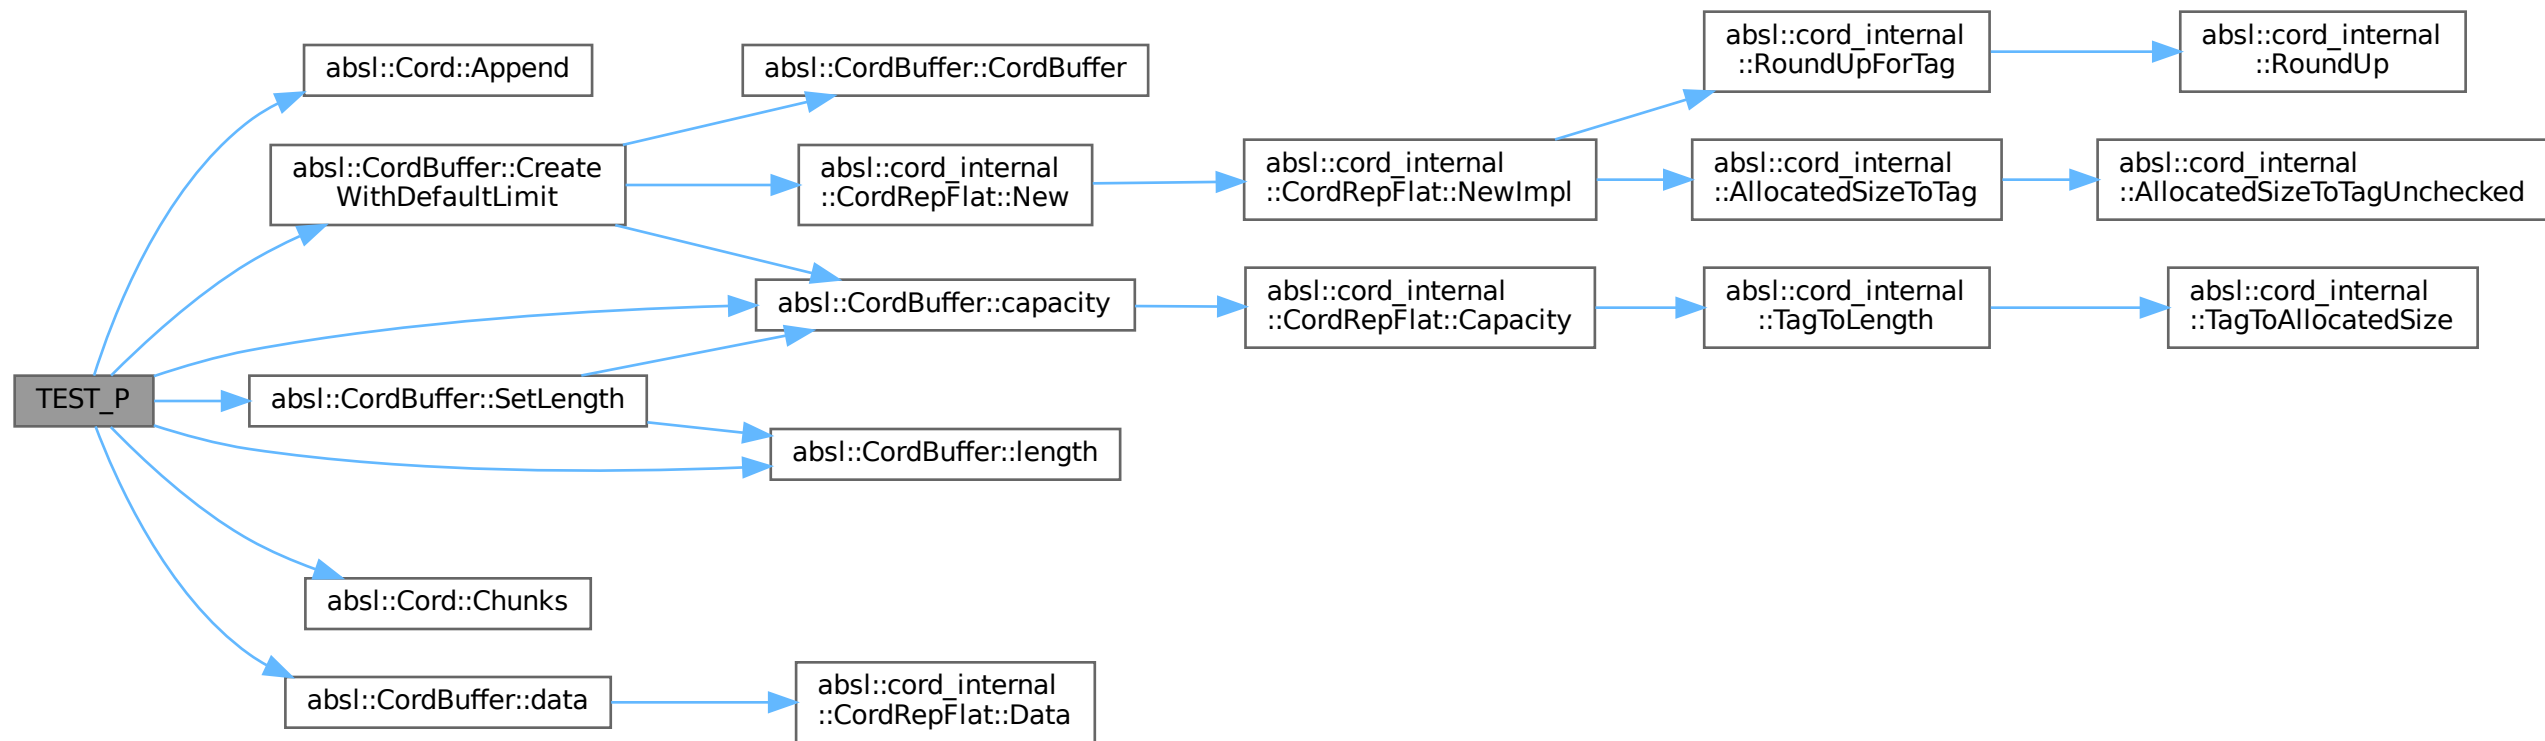 TEST_P
absl::Cord::Append
absl::CordBuffer::Create
WithDefaultLimit
absl::CordBuffer::SetLength
absl::Cord::Chunks
absl::CordBuffer::data
absl::CordBuffer::CordBuffer
absl::cord_internal
::CordRepFlat::New
absl::CordBuffer::capacity
absl::CordBuffer::length
absl::cord_internal
::CordRepFlat::Data
absl::cord_internal
::CordRepFlat::NewImpl
absl::cord_internal
::CordRepFlat::Capacity
absl::cord_internal
::RoundUpForTag
absl::cord_internal
::AllocatedSizeToTag
absl::cord_internal
::TagToLength
absl::cord_internal
::RoundUp
absl::cord_internal
::AllocatedSizeToTagUnchecked
absl::cord_internal
::TagToAllocatedSize